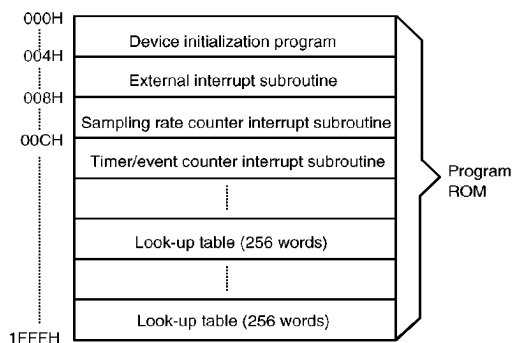 000H
Device initialization program
004H
External interrupt subroutine
008H
Sampling rate counter interrupt subroutine
00CH
Timer/event counter interrupt subroutine
Program
ROM
Look-up table (256 words)
Look-up table (256 words)
1FFFH